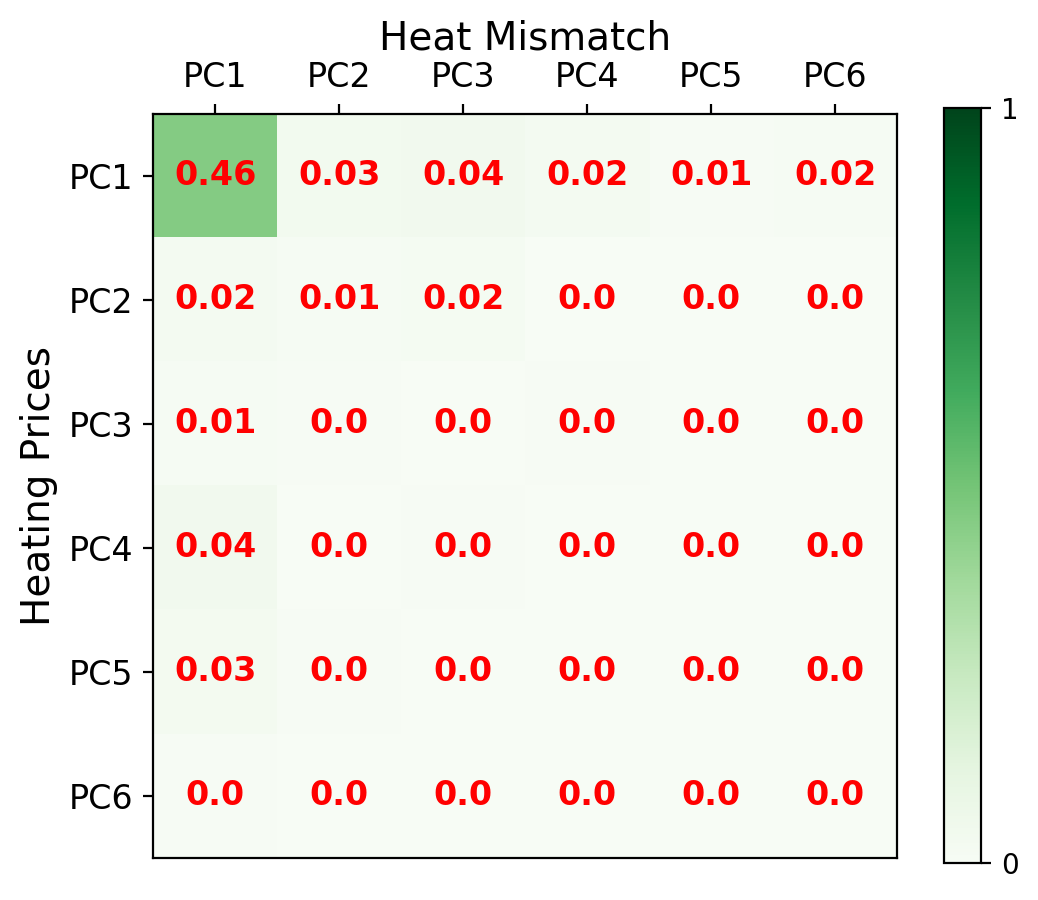 Heat Mismatch
PC1 PC2 PC3 PC4 PC5 PC6
1
PC1 0.46 0.03 0.04 0.02 0.01 0.02
PC2 0.02 0.01 0.02 0.0 0.0 0.0
PC3 0.01 0.0 0.0 0.0 0.0 0.0
Heating Prices
PC4 0.04 0.0 0.0 0.0 0.0 0.0
PC5 0.03 0.0 0.0 0.0 0.0 0.0
PC6 0.0 0.0 0.0 0.0 0.0 0.0
0